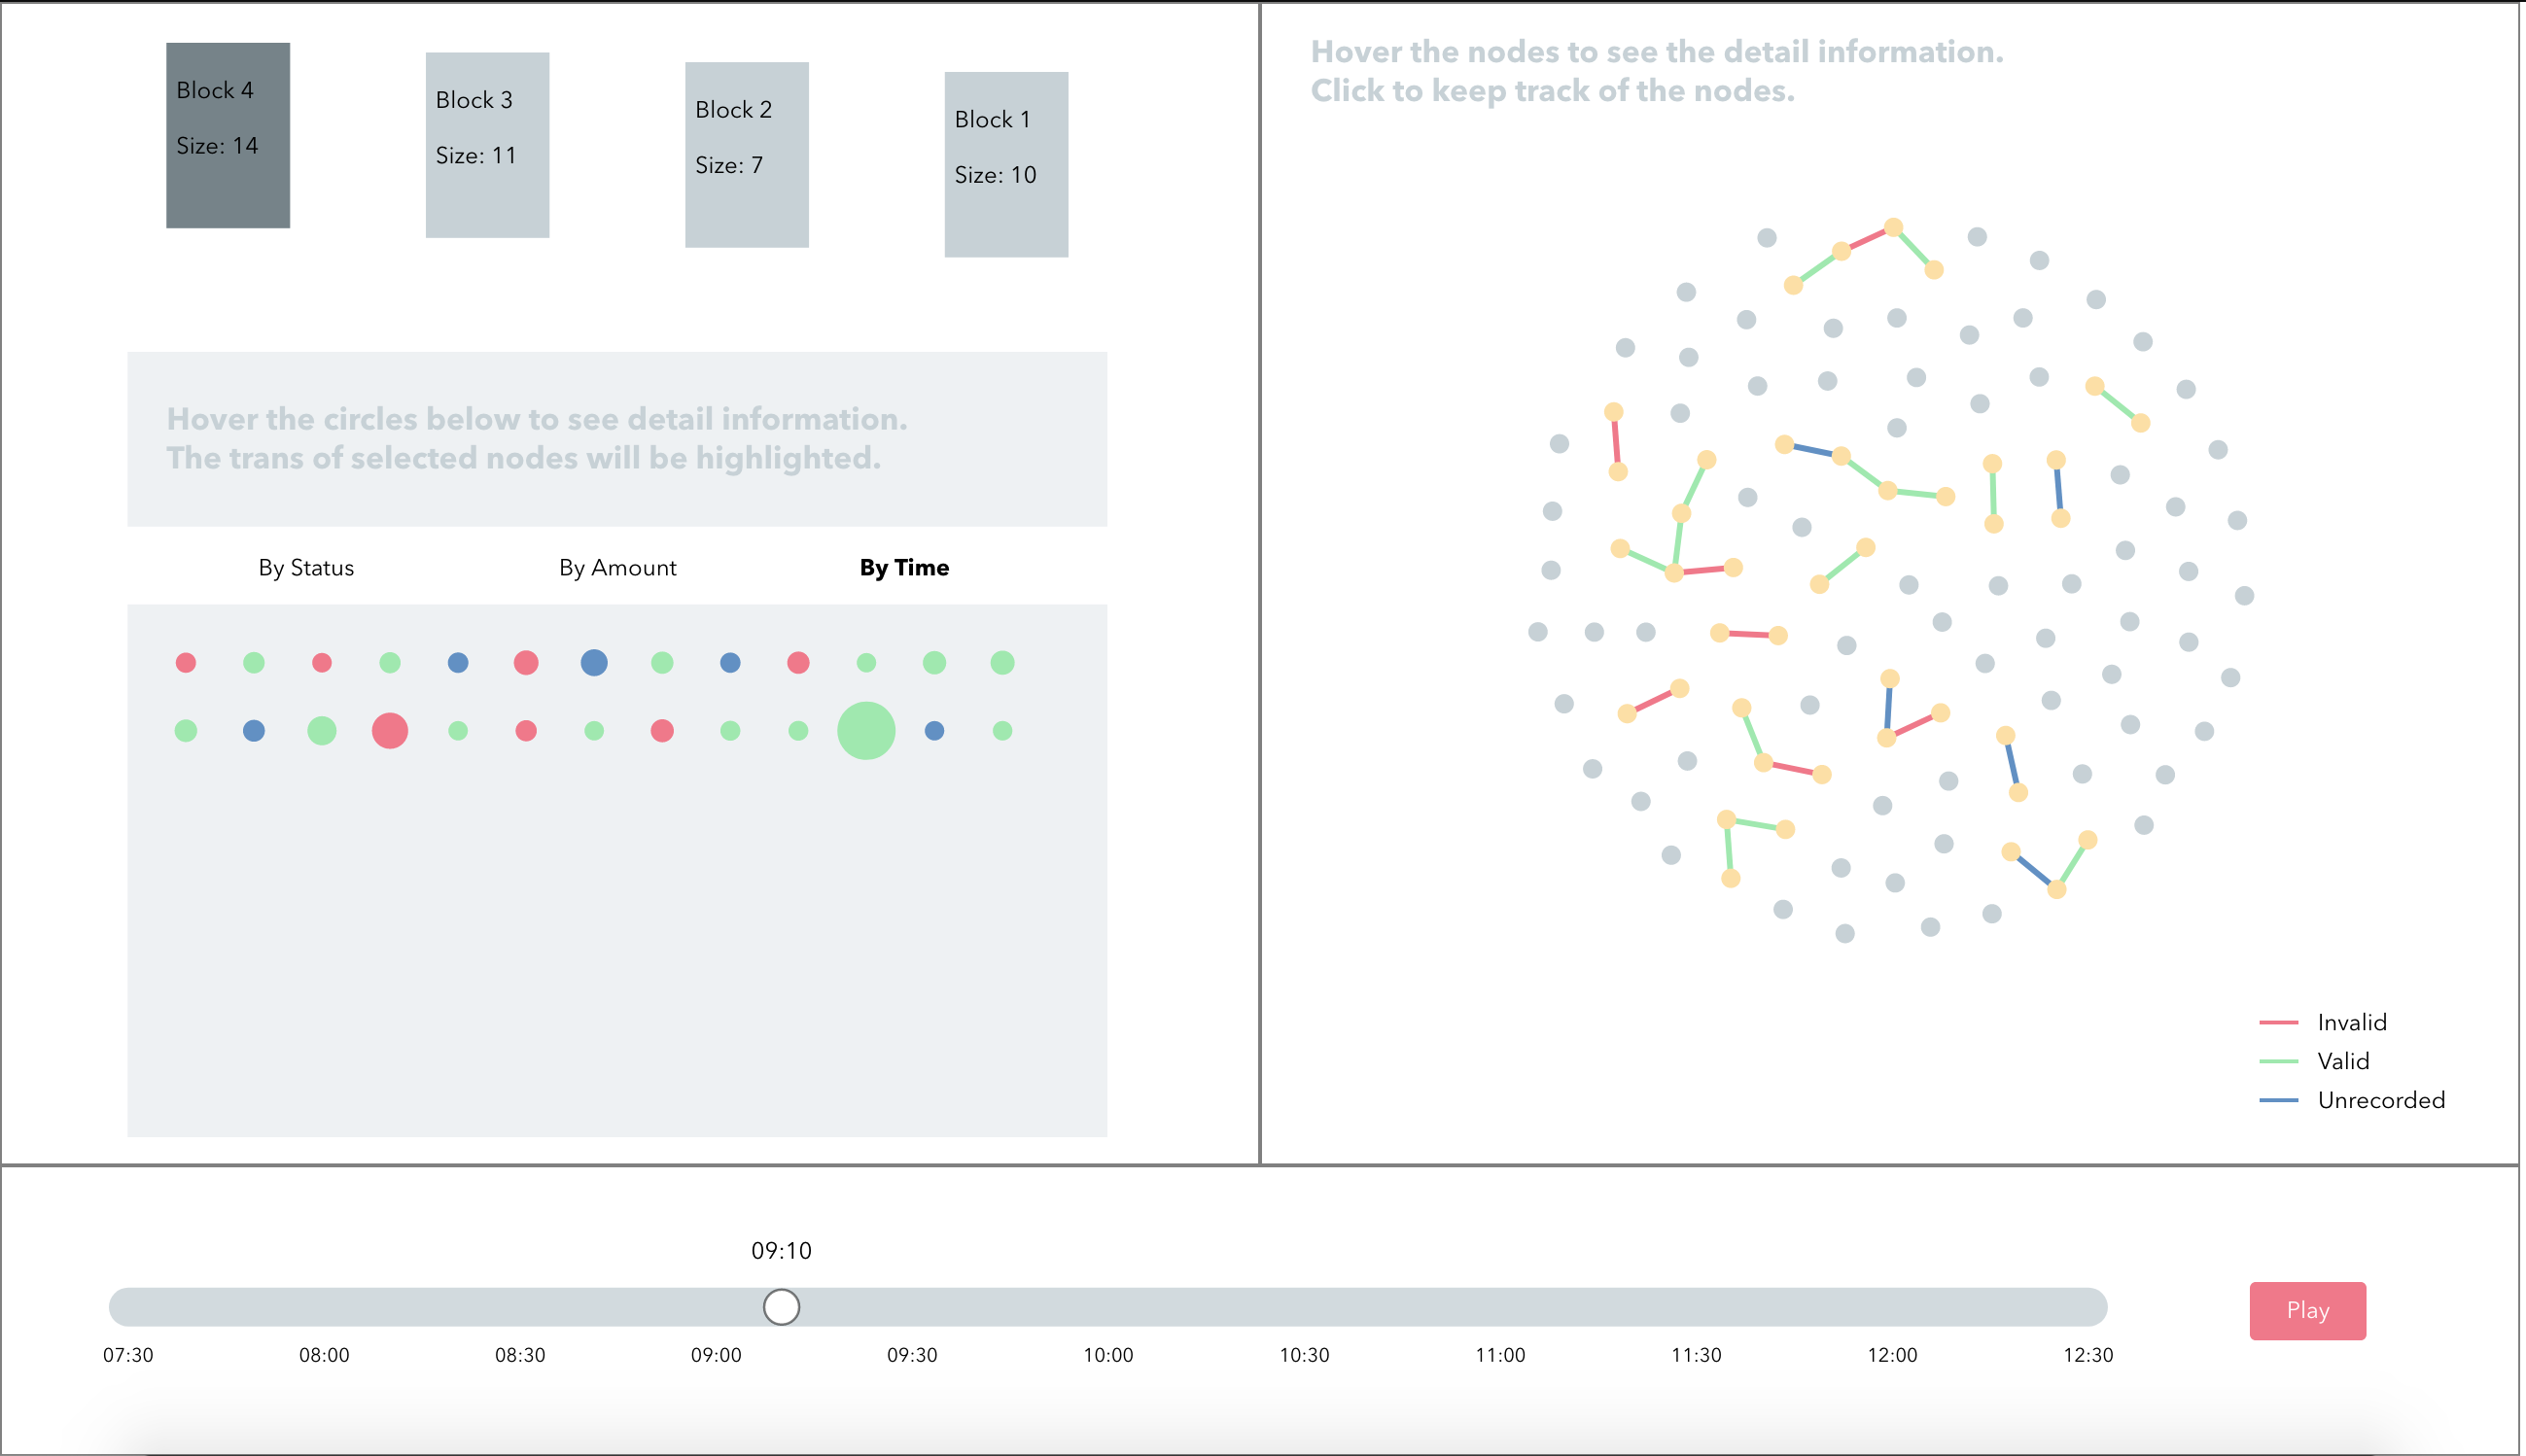 Block 4
Size: 14
Block 3
Size: 11
Block 2
Size: 7
Block 1
Size: 10
Hover the circles below to see detail information.
The trans of selected nodes will be highlighted.
By Status
By Amount
By Time
Hover the nodes to see the detail information.
Click to keep track of the nodes.
Invalid
Valid
Unrecorded
09:10
07:30 08:00 08:30 09:00 09:30 10:00 10:30 11:00 11:30 12:00 12:30
Play